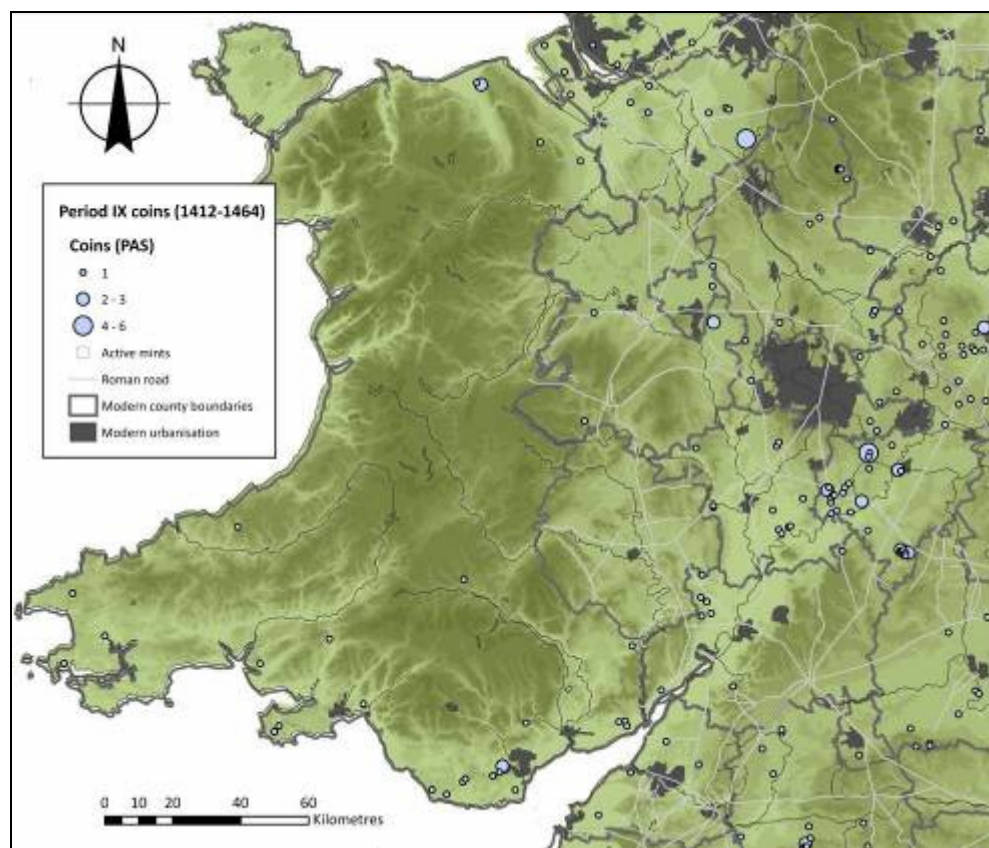 N
Period IX coins (1412-1464)
Coins (PAS)
1
2 - 3
4 - 6
Active mints
Roman road
Modern county boundaries
Modern urbanisation
0 10 20 40 60
Kilometres